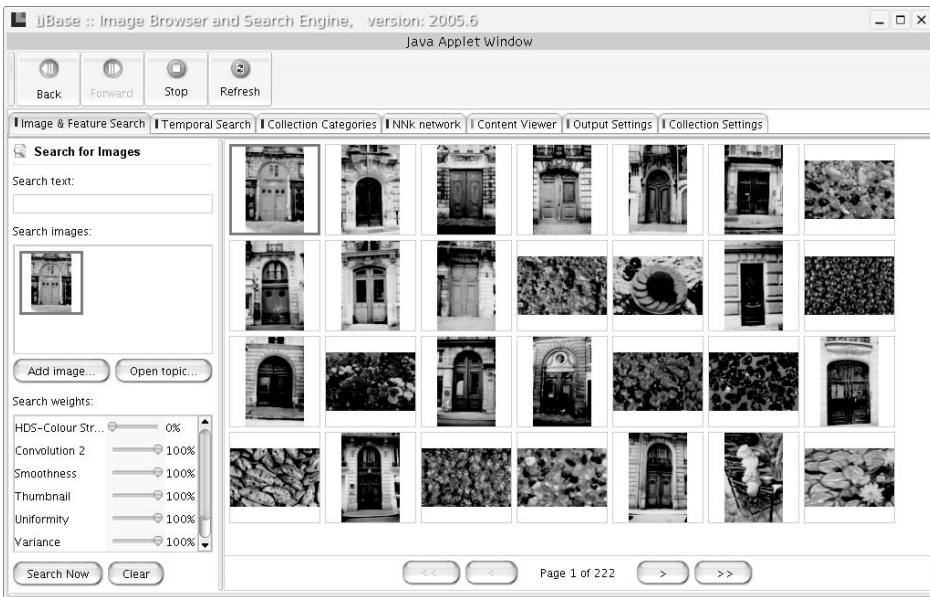 ijBase :: Image Browser and Search Engine, version: 2005.6
Java Applet Window
Back Forward Stop Refresh
Image & Feature Search Temporal Search Collection Categories NNk network Content Viewer Output Settings Collection Settings
Search for Images
Search text:
Search images:
Add image... Open topic...
Search weights:
HDS-Colour Str... 0%
Convolution 2 100%
Smoothness 100%
Thumbnail 100%
Uniformity 100%
Variance 100%
Search Now Clear
<< < Page 1 of 222 > >>